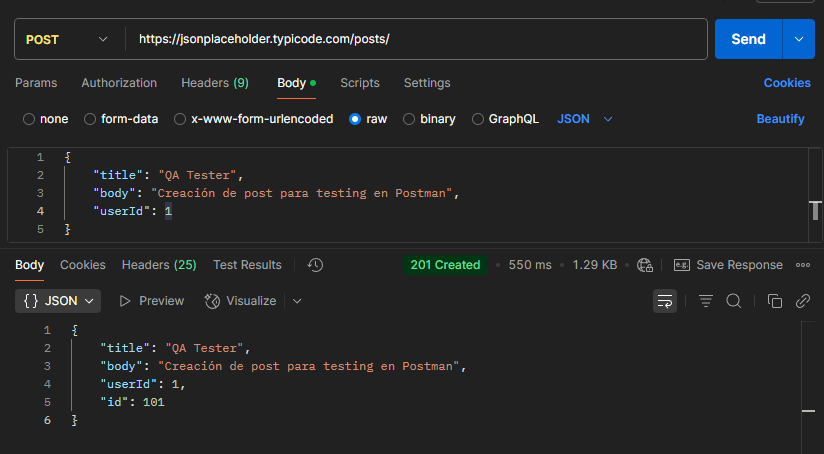 POST https://jsonplaceholder.typicode.com/posts/ Send
Params Authorization Headers (9) Body Scripts Settings Cookies
none form-data x-www-form-urlencoded raw binary GraphQL JSON Beautify
1 {
2 "title": "QA Tester",
3 "body": "Creación de post para testing en Postman",
4 "userId": 1
5 }
Body Cookies Headers (25) Test Results 201 Created • 550 ms • 1.29 KB • e.g. Save Response
{} JSON Preview Visualize
1 {
2 "title": "QA Tester",
3 "body": "Creación de post para testing en Postman",
4 "userId": 1,
5 "id": 101
6 }